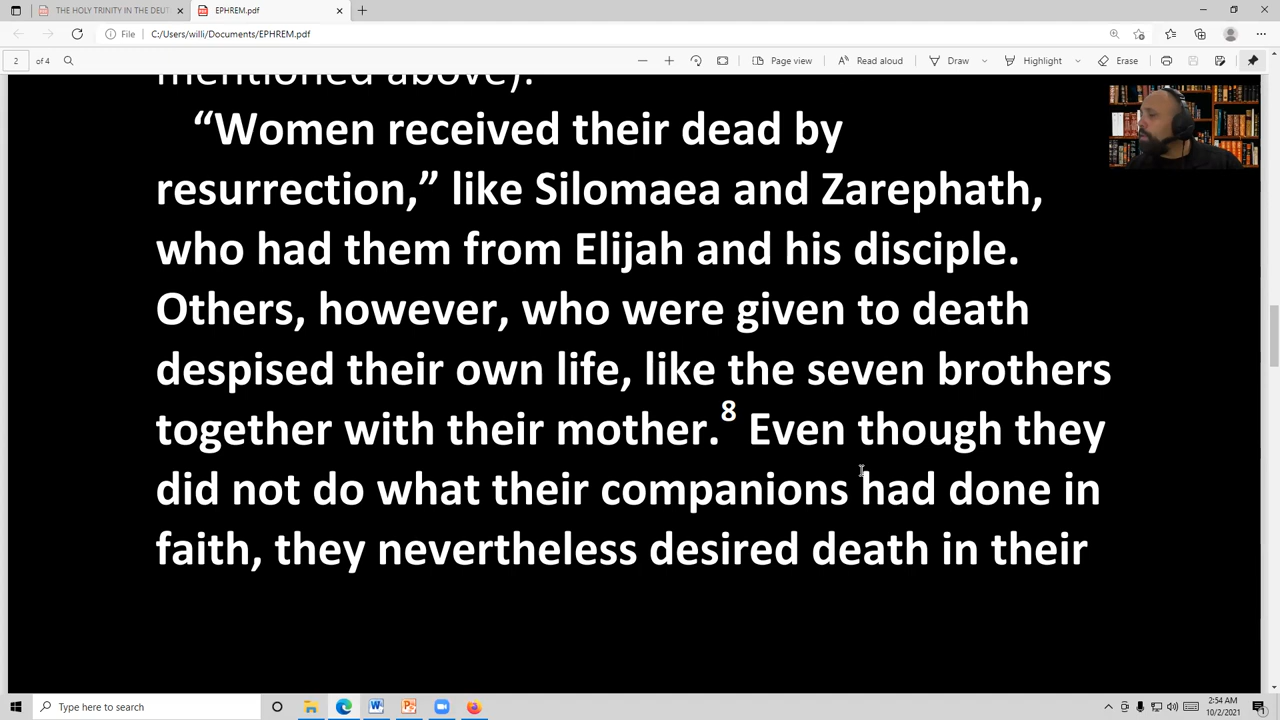 THE HOLY TRINITY IN THE DEUT
EPHREM.pdf
File
C:/Users/willi/Documents/EPHREM.pdf
2 of 4
Page view
Read aloud
Draw
Highlight
Erase
mentioned above).
“Women received their dead by
resurrection,” like Silomaea and Zarephath,
who had them from Elijah and his disciple.
Others, however, who were given to death
despised their own life, like the seven brothers
together with their mother.8 Even though they
did not do what their companions had done in
faith, they nevertheless desired death in their
Type here to search
2:54 AM
10/2/2021